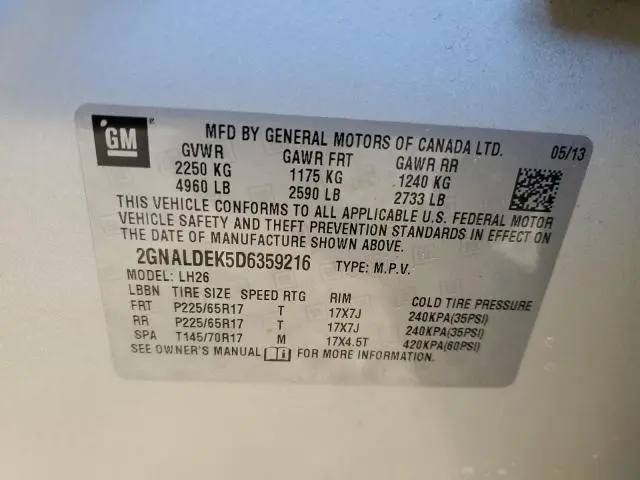 GM MFD BY GENERAL MOTORS OF CANADA LTD. 05/13
GVWR GAWR FRT GAWR RR
2250 KG 1175 KG 1240 KG
4960 LB 2590 LB 2733 LB
THIS VEHICLE CONFORMS TO ALL APPLICABLE U.S. FEDERAL MOTOR
VEHICLE SAFETY AND THEFT PREVENTION STANDARDS IN EFFECT ON
THE DATE OF MANUFACTURE SHOWN ABOVE.
2GNALDEK5D6359216 TYPE: M.P.V.
MODEL: LH26
LBBN TIRE SIZE SPEED RTG RIM COLD TIRE PRESSURE
FRT P225/65R17 T 17X7J 240KPA(35PSI)
RR P225/65R17 T 17X7J 240KPA(35PSI)
SPA T145/70R17 M 17X4.5T 420KPA(60PSI)
SEE OWNER'S MANUAL FOR MORE INFORMATION